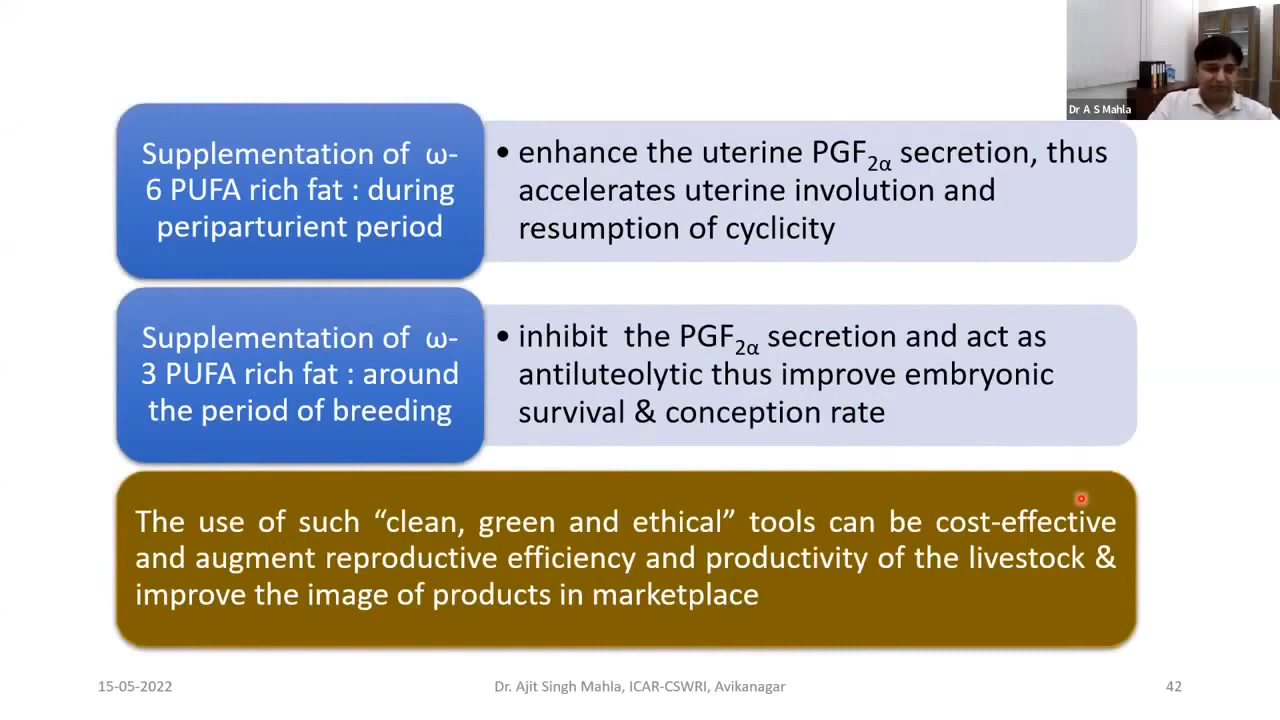 Dr A S Mahla
Supplementation of ω-
6 PUFA rich fat : during
periparturient period
• enhance the uterine PGF2α secretion, thus
accelerates uterine involution and
resumption of cyclicity
Supplementation of ω-
3 PUFA rich fat : around
the period of breeding
• inhibit the PGF2α secretion and act as
antiluteolytic thus improve embryonic
survival & conception rate
The use of such “clean, green and ethical” tools can be cost-effective
and augment reproductive efficiency and productivity of the livestock &
improve the image of products in marketplace
15-05-2022
Dr. Ajit Singh Mahla, ICAR-CSWRI, Avikanagar
42